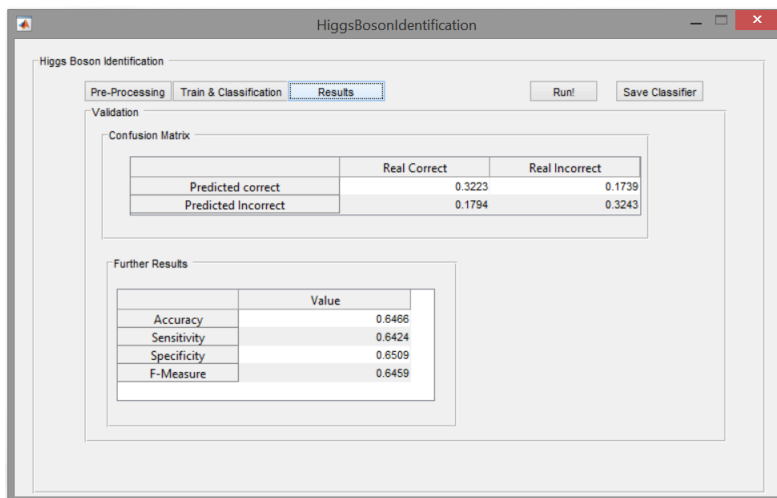 HiggsBosonIdentification
Higgs Boson Identification
Pre-Processing Train & Classification Results Run! Save Classifier
Validation
Confusion Matrix
Real Correct Real Incorrect
Predicted correct 0.3223 0.1739
Predicted Incorrect 0.1794 0.3243
Further Results
Value
Accuracy 0.6466
Sensitivity 0.6424
Specificity 0.6509
F-Measure 0.6459